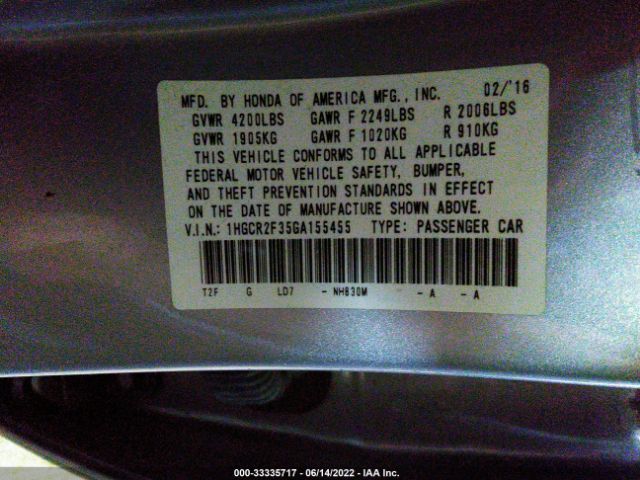 MFD. BY HONDA OF AMERICA MFG., INC. 02/'16
GVWR 4200LBS GAWR F 2249LBS R 2006LBS
GVWR 1905KG GAWR F 1020KG R 910KG
THIS VEHICLE CONFORMS TO ALL APPLICABLE
FEDERAL MOTOR VEHICLE SAFETY, BUMPER,
AND THEFT PREVENTION STANDARDS IN EFFECT
ON THE DATE OF MANUFACTURE SHOWN ABOVE.
V.I.N.: 1HGCR2F35GA155455 TYPE: PASSENGER CAR
T2F G LD7 - NH830M - A - A
000-33335717 - 06/14/2022 - IAA Inc.